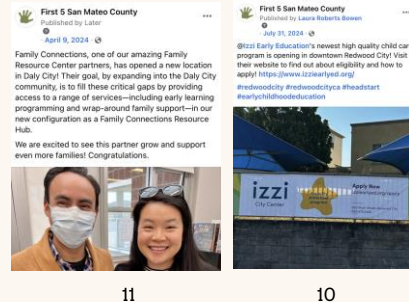 First 5 San Mateo County
Published by Later
April 9, 2024
Family Connections, one of our amazing Family
Resource Center partners, has opened a new location
in Daly City! Their goal, by expanding into the Daly City
community, is to fill these critical gaps by providing
access to a range of services—including early learning
programming and wrap-around family support—in our
new configuration as a Family Connections Resource
Hub.
We are excited to see this partner grow and support
even more families! Congratulations.
11
First 5 San Mateo County
Published by Laura Roberts Bowen
July 31, 2024
@Izzi Early Education's newest high quality child car
program is opening in downtown Redwood City! Visit
their website to find out about eligibility and how to
apply! https://www.izziearlyed.org/
#redwoodcity #redwoodcityca #headstart
#earlychildhoodeducation
izzi
City Center
Apply Now
10